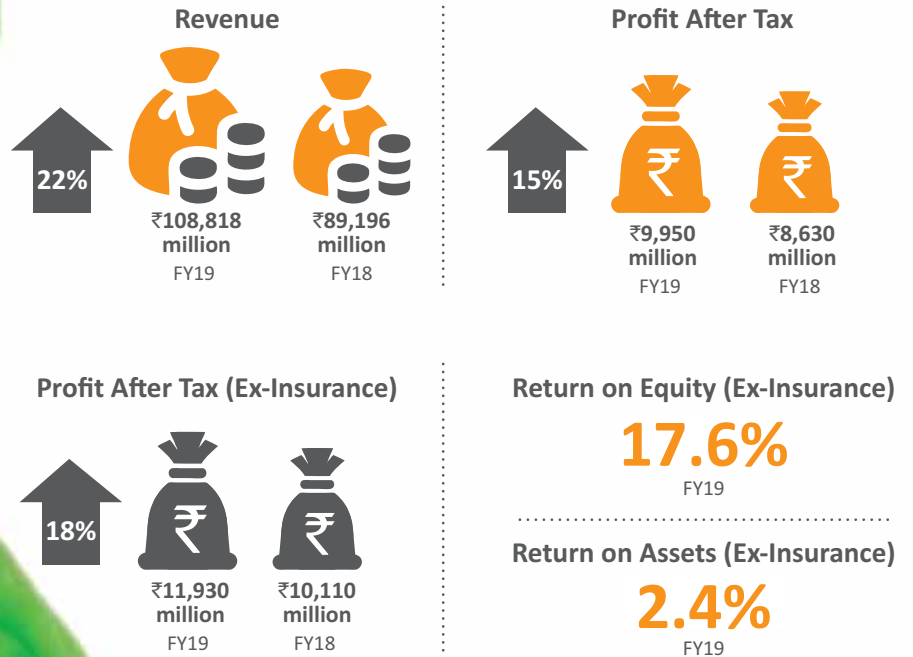 Revenue
22%
₹108,818
million
FY19
₹89,196
million
FY18
Profit After Tax
15%
₹
₹9,950
million
FY19
₹
₹8,630
million
FY18
Profit After Tax (Ex-Insurance)
18%
₹
₹11,930
million
FY19
₹
₹10,110
million
FY18
Return on Equity (Ex-Insurance)
17.6%
FY19
Return on Assets (Ex-Insurance)
2.4%
FY19